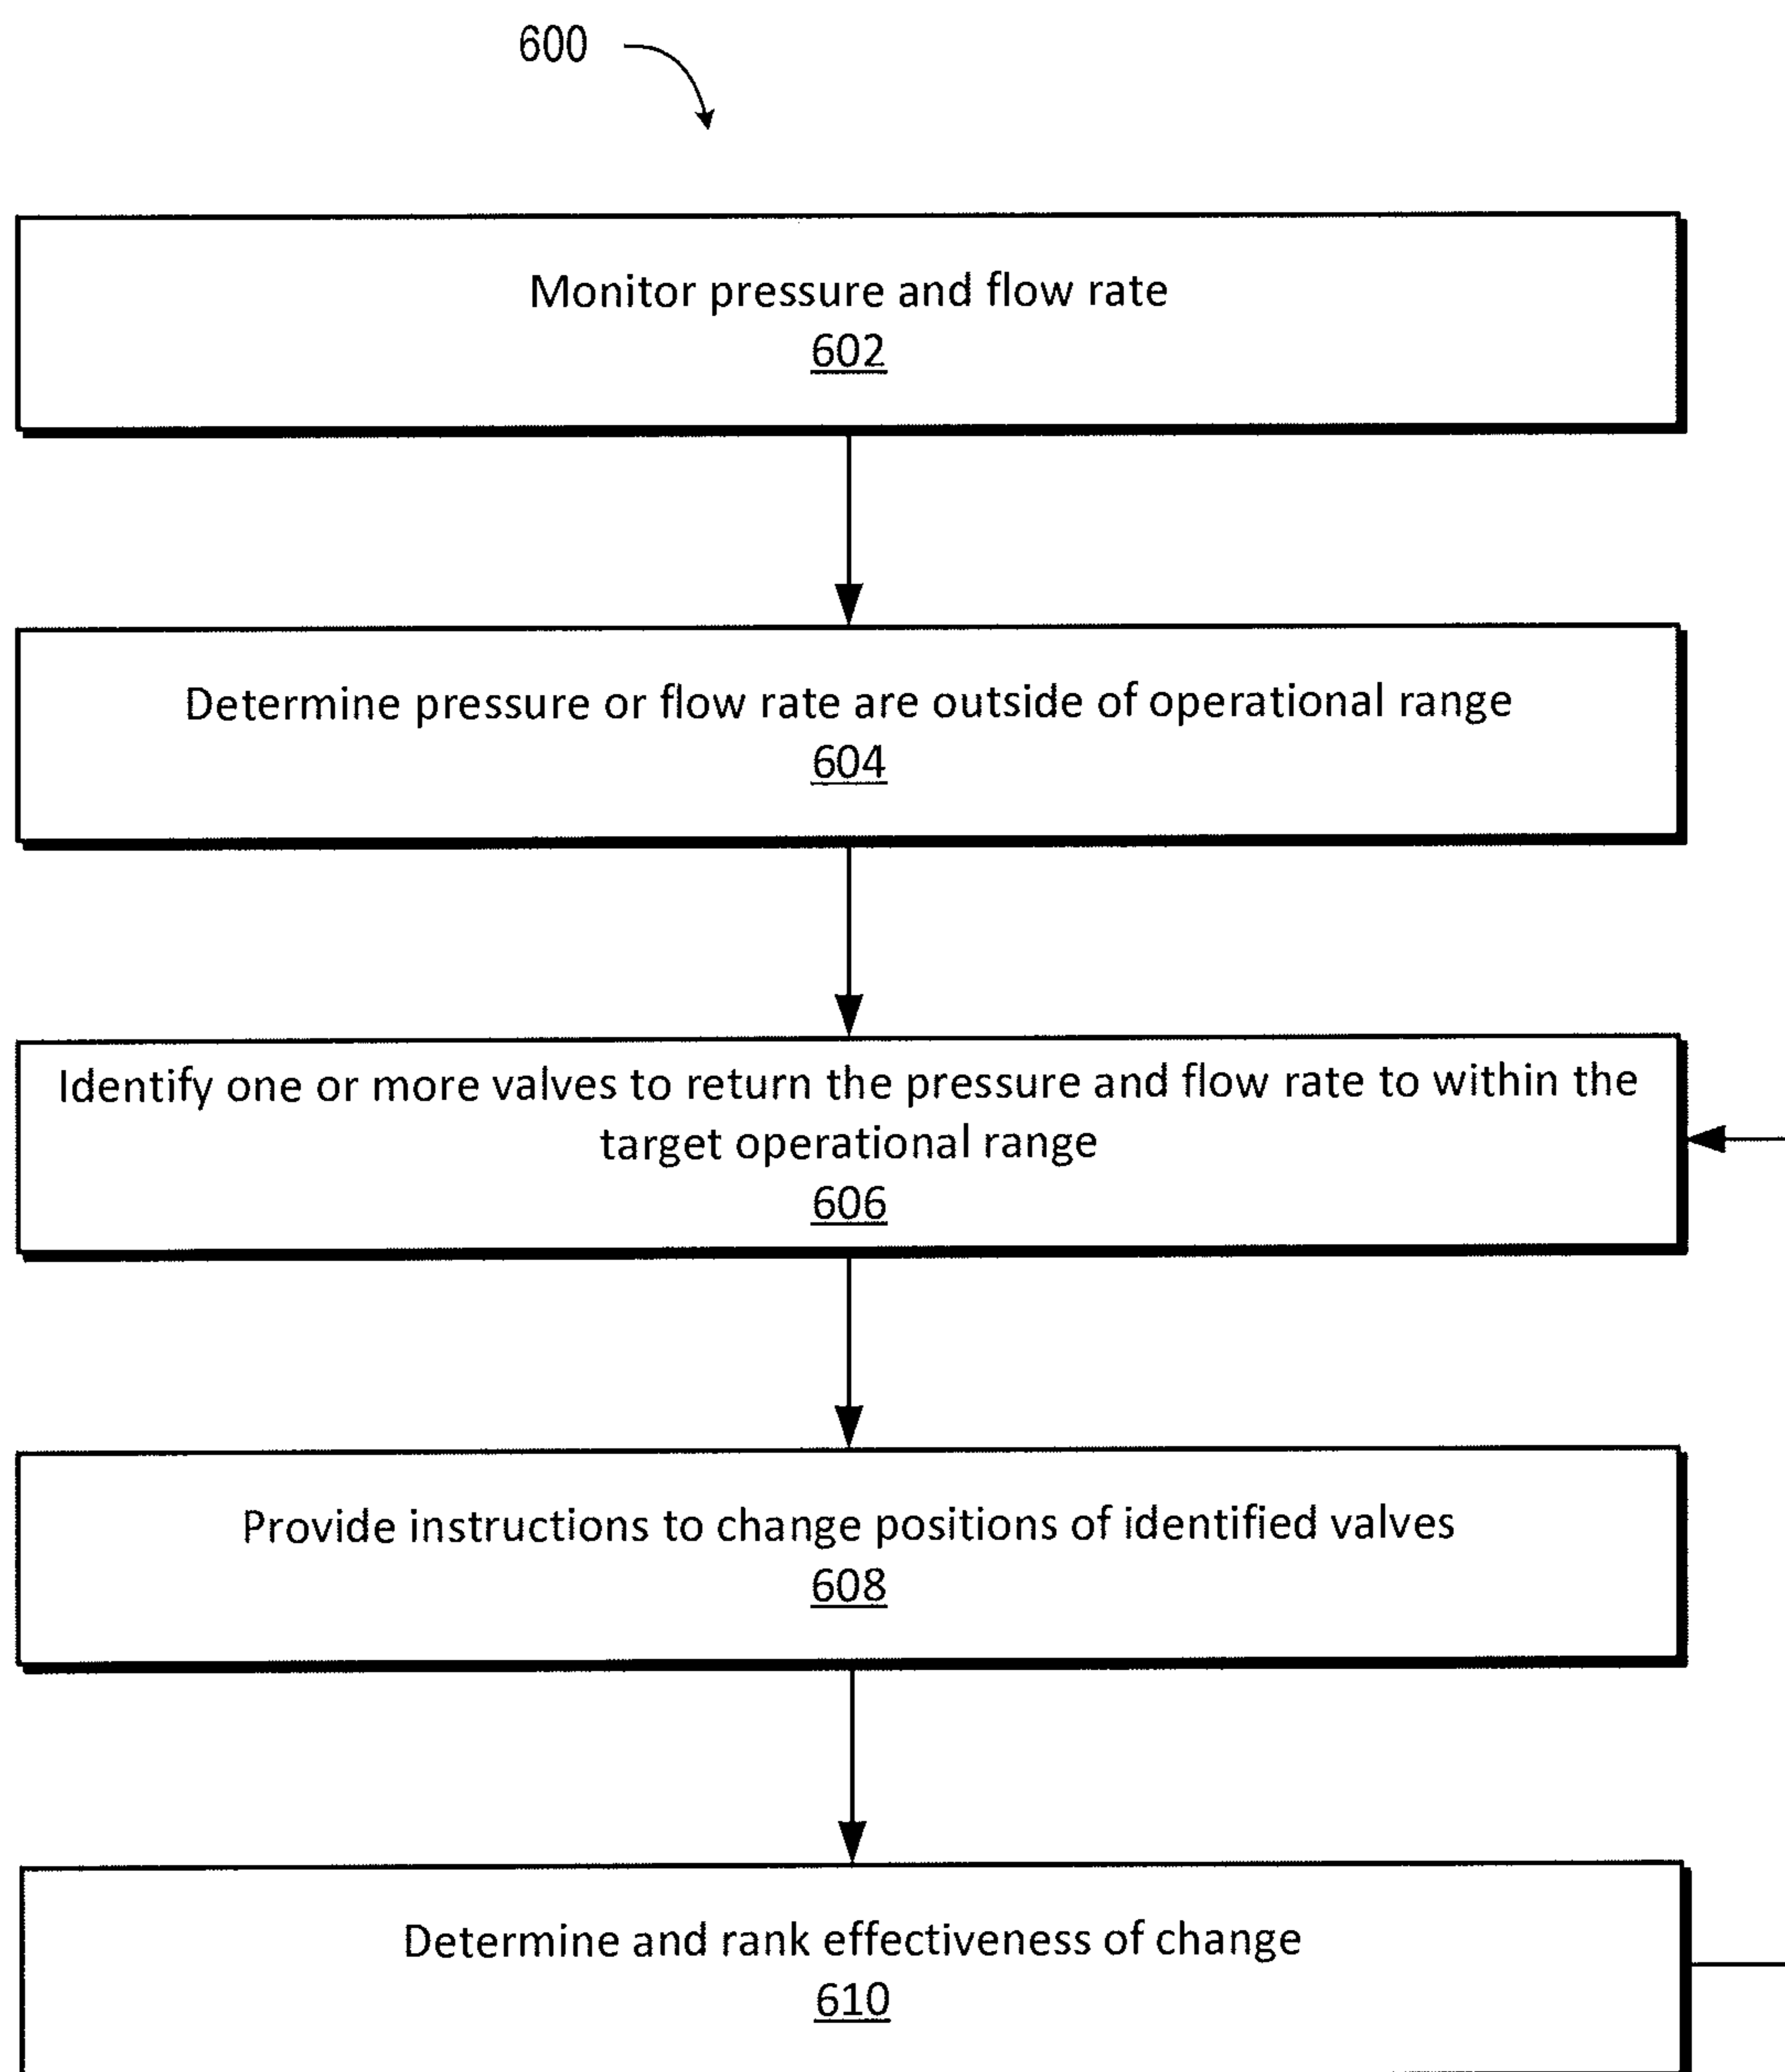 600
Monitor pressure and flow rate
602
Determine pressure or flow rate are outside of operational range
604
Identify one or more valves to return the pressure and flow rate to within the
target operational range
606
Provide instructions to change positions of identified valves
608
Determine and rank effectiveness of change
610